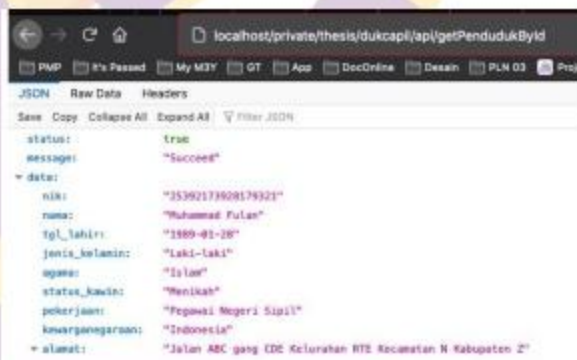 localhost/private/thesis/dukcapil/api/getPendudukById
PMP It's Passed My M3Y GT App DocOnline Desain PLN 03 Proj
JSON Raw Data Headers
Save Copy Collapse All Expand All Filter JSON
status: true
message: "Succeed"
data:
nik: "25392173928179321"
nama: "Muhammad Fulan"
tgl_lahir: "1989-01-28"
jenis_kelamin: "Laki-laki"
agama: "Islam"
status_kawin: "Menikah"
pekerjaan: "Pegawai Negeri Sipil"
kewarganegaraan: "Indonesia"
alamat: "Jalan ABC gang CDE Kelurahan RTE Kecamatan N Kabupaten Z"